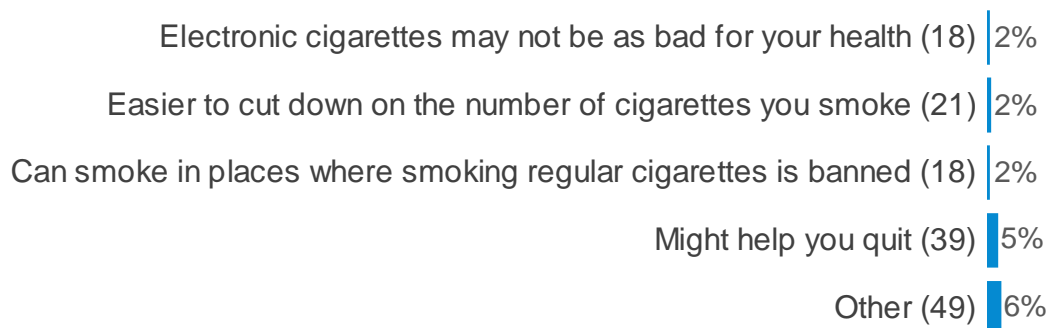 Electronic cigarettes may not be as bad for your health (18) 2%
Easier to cut down on the number of cigarettes you smoke (21) 2%
Can smoke in places where smoking regular cigarettes is banned (18) 2%
Might help you quit (39) 5%
Other (49) 6%